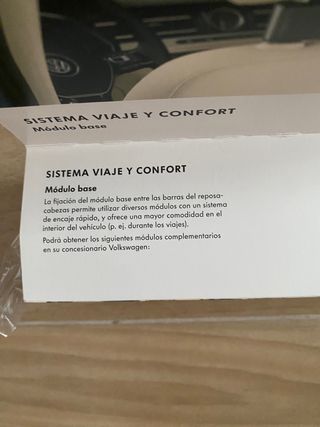 SISTEMA VIAJE Y CONFORT
Módulo base
SISTEMA VIAJE Y CONFORT
Módulo base
La fijación del módulo base entre las barras del reposa-
cabezas permite utilizar diversos módulos con un sistema
de encaje rápido, y ofrece una mayor comodidad en el
interior del vehículo (p. ej. durante los viajes).
Podrá obtener los siguientes módulos complementarios
en su concesionario Volkswagen: